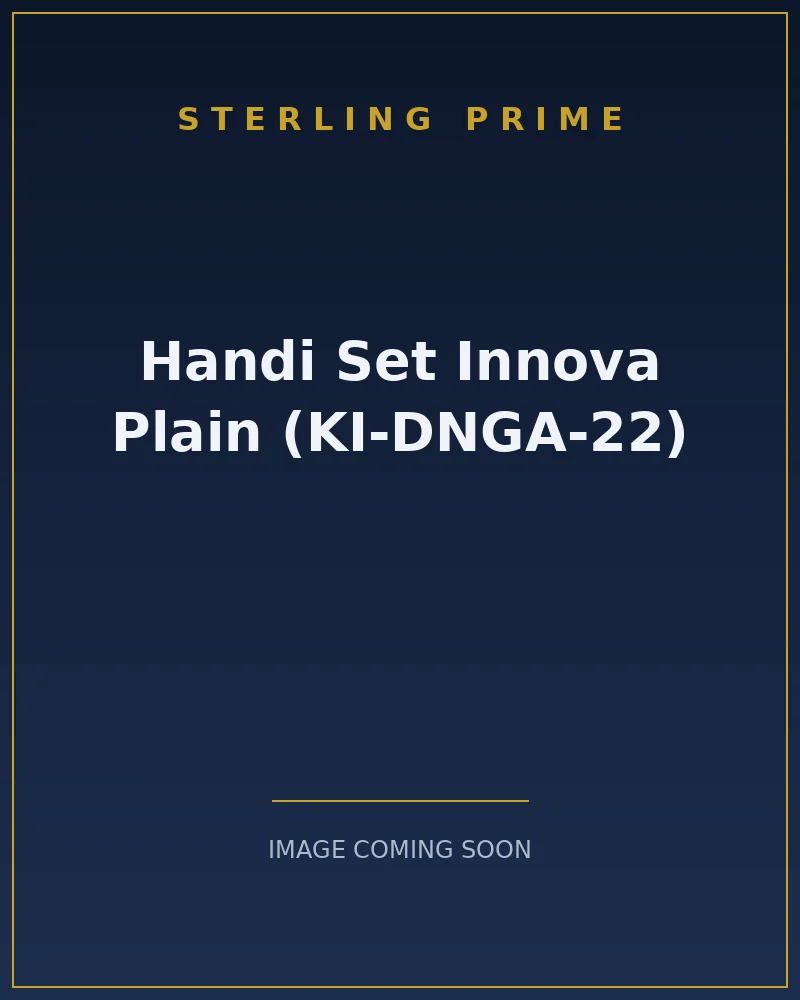 STERLING PRIME
Handi Set Innova
Plain (KI-DNGA-22)
IMAGE COMING SOON